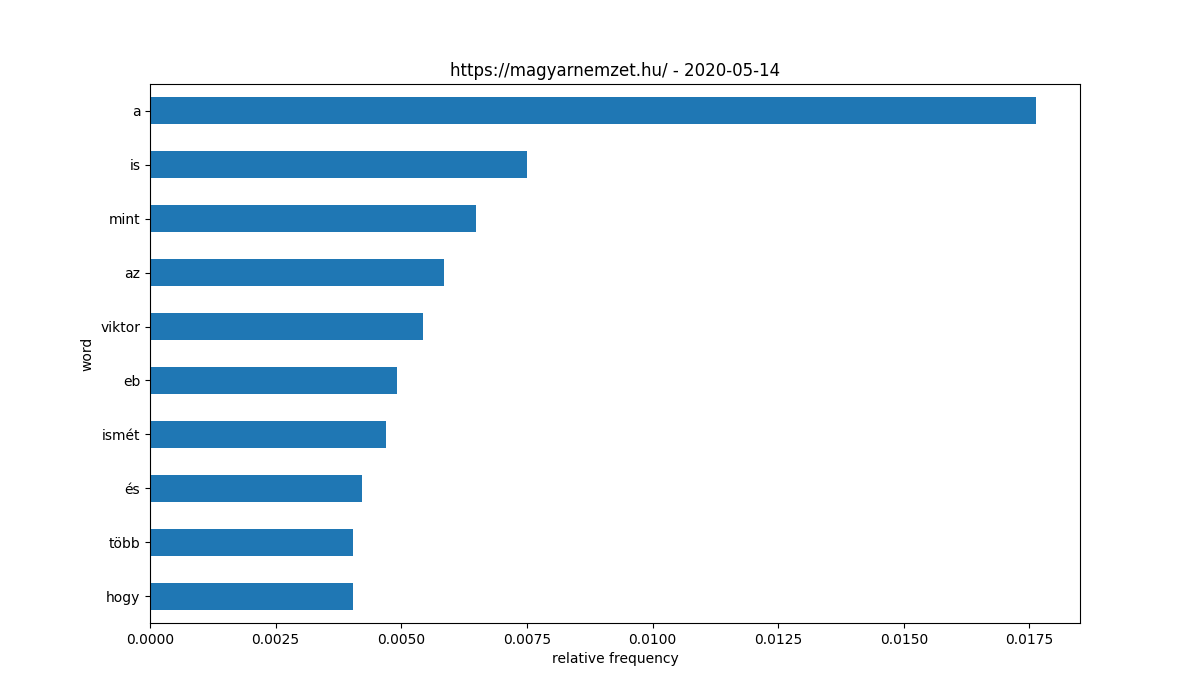 https://magyarnemzet.hu/ - 2020-05-14
a
is
mint
az
viktor
eb
ismét
és
több
hogy
word
0.0000 0.0025 0.0050 0.0075 0.0100 0.0125 0.0150 0.0175
relative frequency